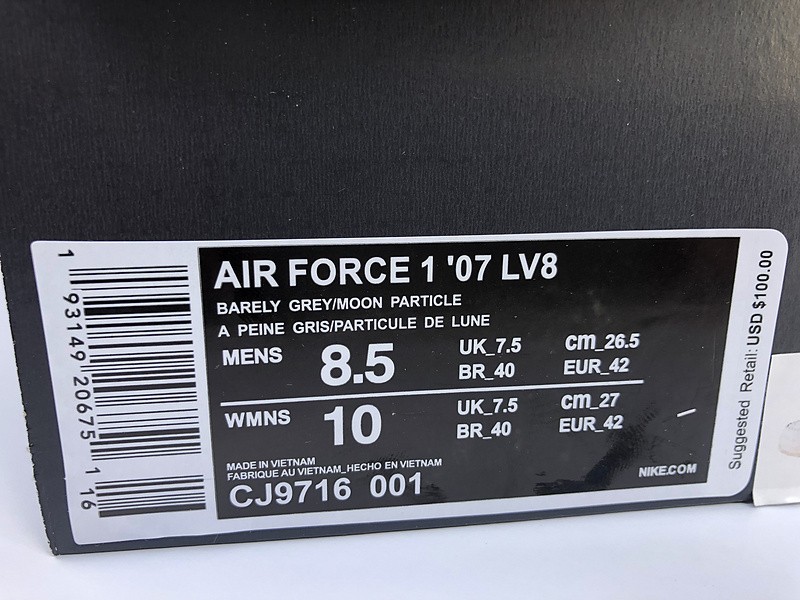 AIR FORCE 1 '07 LV8
BARELY GREY/MOON PARTICLE
A PEINE GRIS/PARTICULE DE LUNE
MENS 8.5 UK_7.5 cm_26.5
BR_40 EUR_42
WMNS 10 UK_7.5 cm_27
BR_40 EUR_42
MADE IN VIETNAM
FABRIQUE AU VIETNAM_HECHO EN VIETNAM
CJ9716 001
NIKE.COM
1 93149 20675 1 16
Suggested Retail: USD $100.00